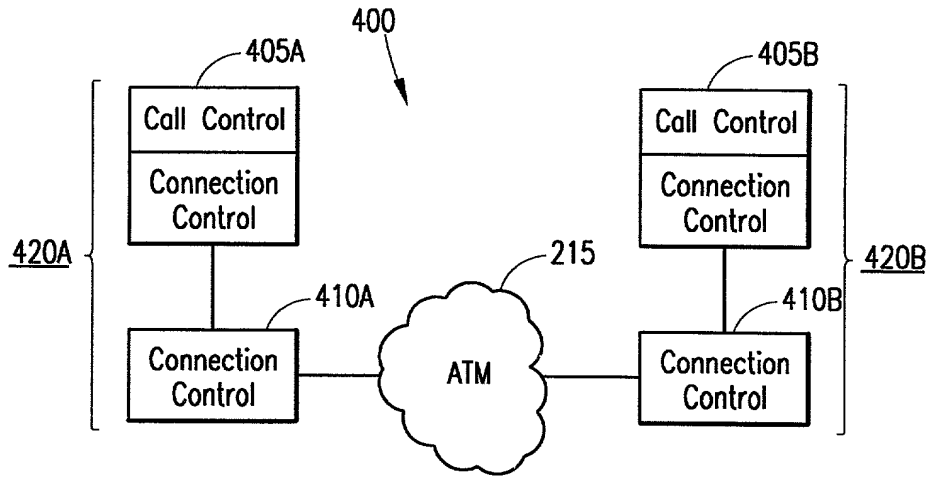 400
405A
405B
Call Control
Call Control
Connection
Control
Connection
Control
420A
420B
215
410A
410B
Connection
Control
ATM
Connection
Control